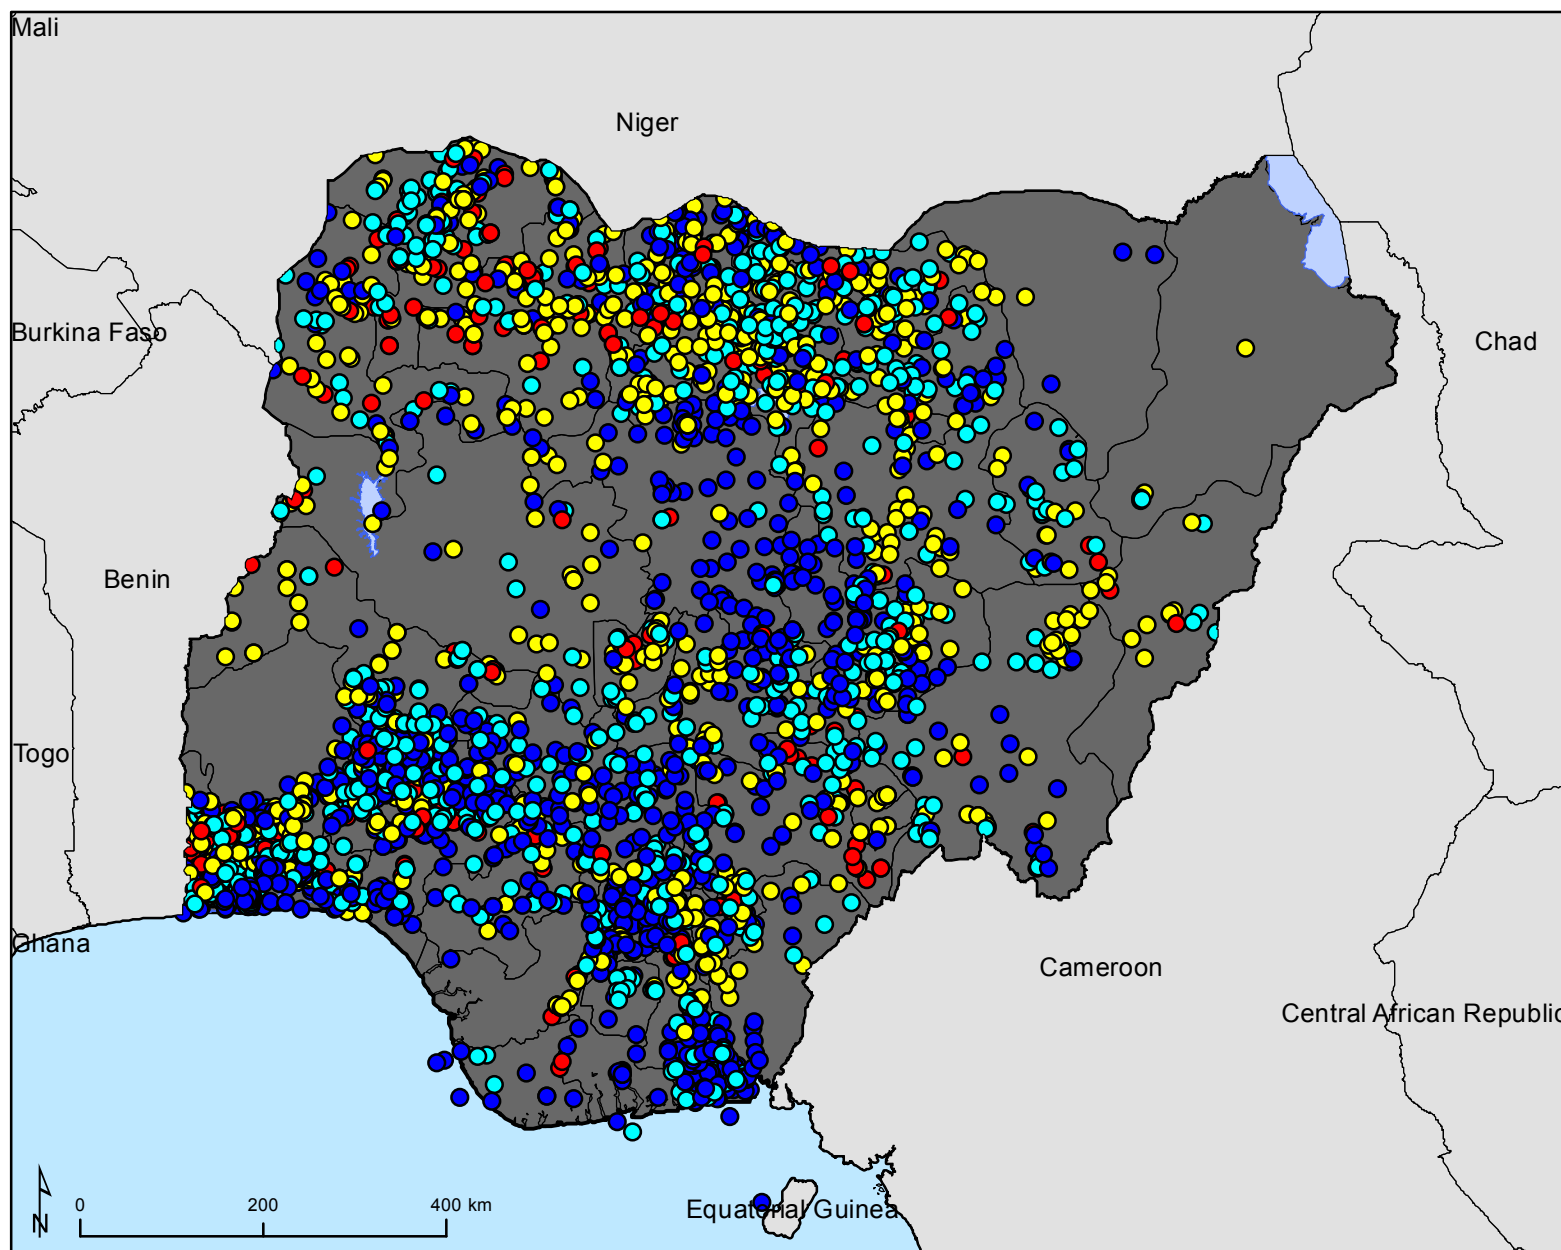 Mali
Niger
Burkina Faso
Chad
Benin
Togo
Ghana
Cameroon
Central African Republic
Equatorial Guinea
0 200 400 km
N